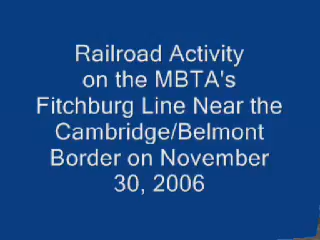 Railroad Activity
on the MBTA's
Fitchburg Line Near the
Cambridge/Belmont
Border on November
30, 2006